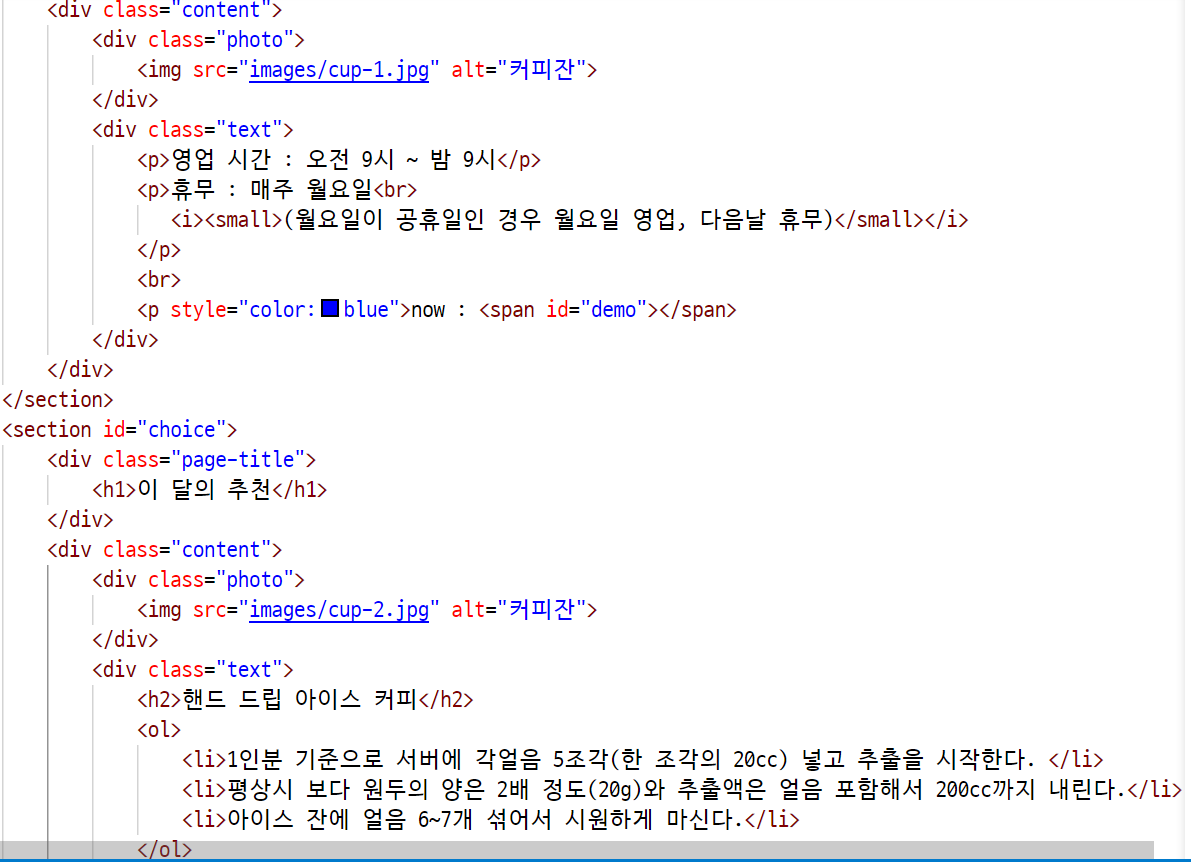 <div class="content">
<div class="photo">
<img src="images/cup-1.jpg" alt="커피잔">
</div>
<div class="text">
<p>영업 시간 : 오전 9시 ~ 밤 9시</p>
<p>휴무 : 매주 월요일<br>
<i><small>(월요일이 공휴일인 경우 월요일 영업, 다음날 휴무)</small></i>
</p>
<br>
<p style="color:blue">now : <span id="demo"></span>
</div>
</div>
</section>
<section id="choice">
<div class="page-title">
<h1>이 달의 추천</h1>
</div>
<div class="content">
<div class="photo">
<img src="images/cup-2.jpg" alt="커피잔">
</div>
<div class="text">
<h2>핸드 드립 아이스 커피</h2>
<ol>
<li>1인분 기준으로 서버에 각얼음 5조각(한 조각의 20cc) 넣고 추출을 시작한다. </li>
<li>평상시 보다 원두의 양은 2배 정도(20g)와 추출액은 얼음 포함해서 200cc까지 내린다.</li>
<li>아이스 잔에 얼음 6~7개 섞어서 시원하게 마신다.</li>
</ol>